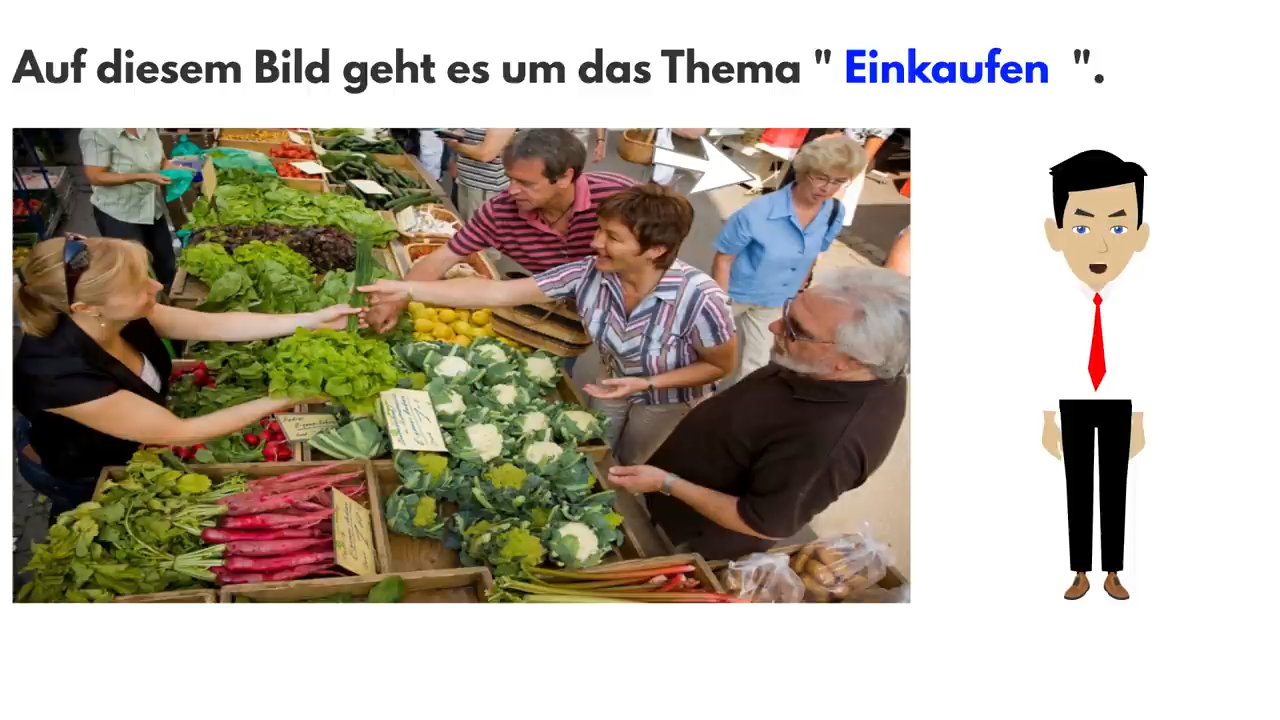 Auf diesem Bild geht es um das Thema " Einkaufen ".